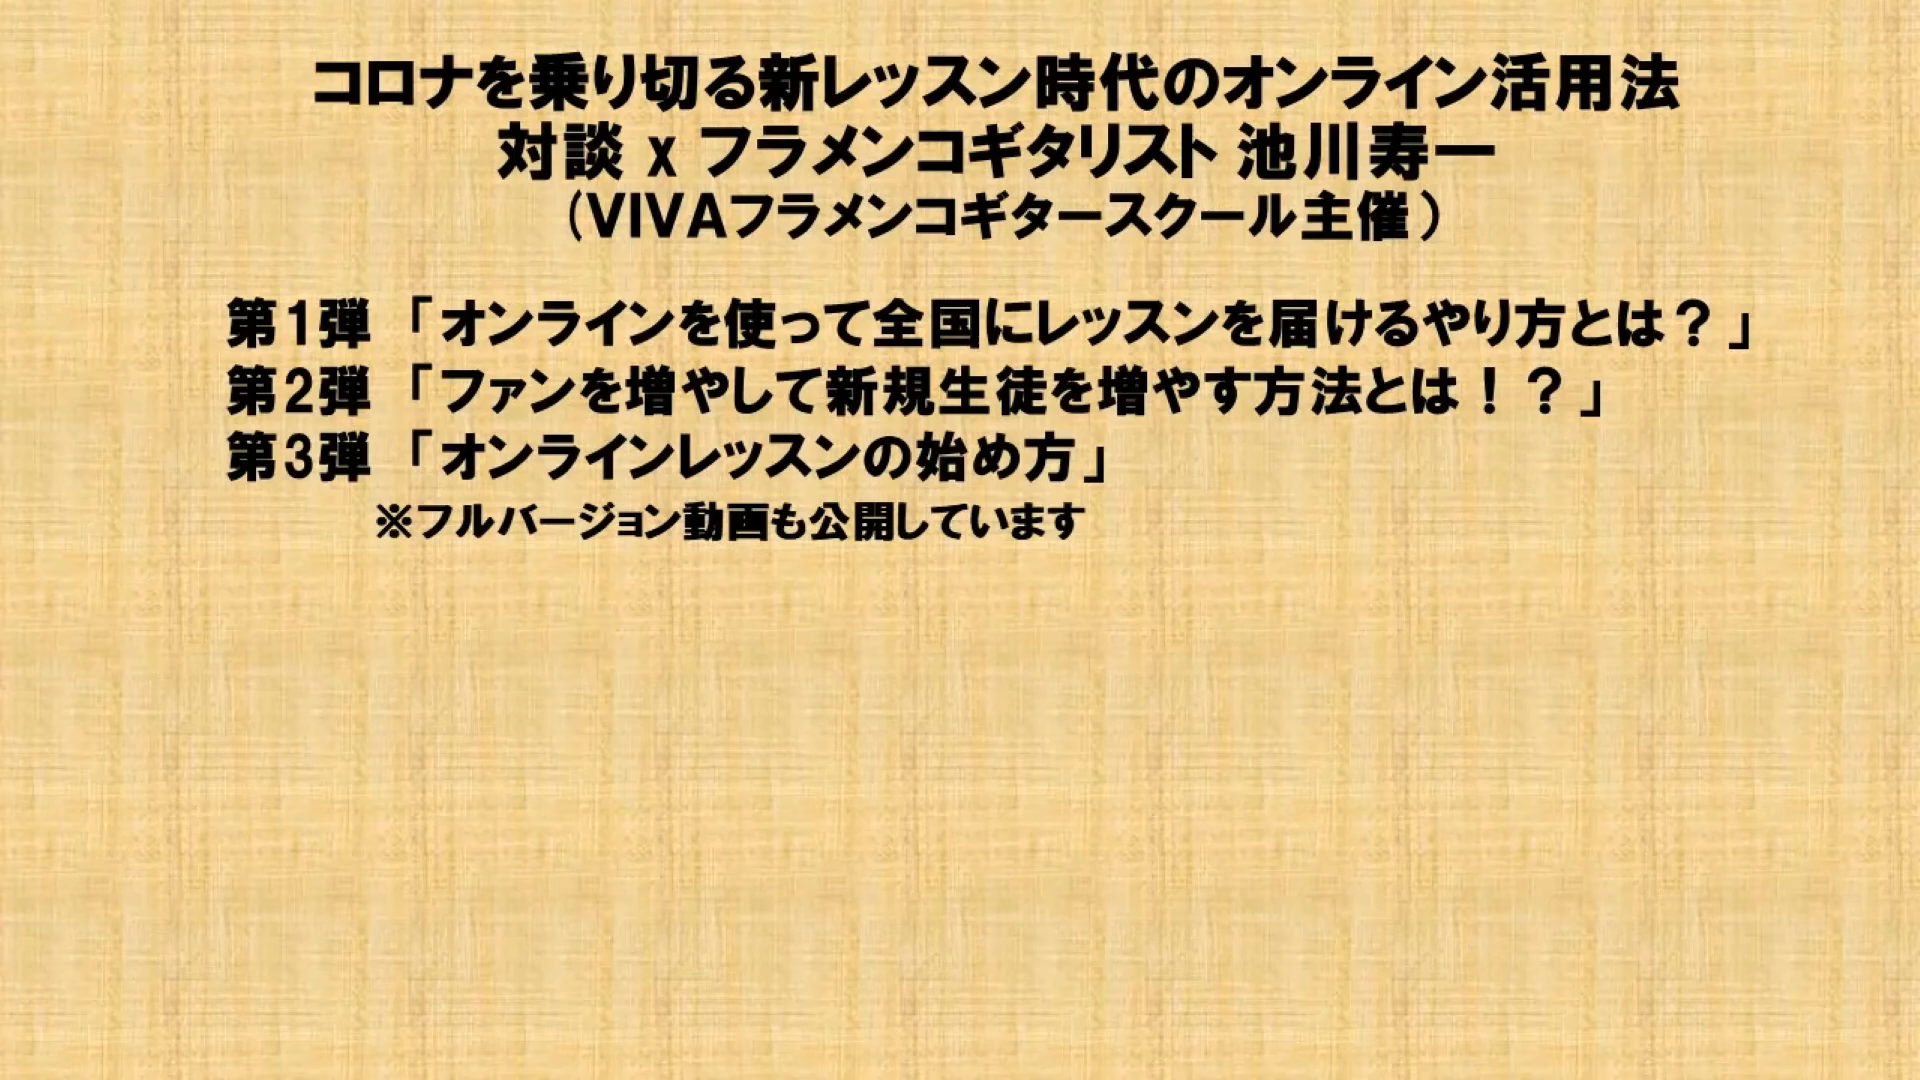 コロナを乗り切る新レッスン時代のオンライン活用法
対談 x フラメンコギタリスト 池川寿一
（VIVAフラメンコギタースクール主催）
第1弾 「オンラインを使って全国にレッスンを届けるやり方とは？」
第2弾 「ファンを増やして新規生徒を増やす方法とは！？」
第3弾 「オンラインレッスンの始め方」
※フルバージョン動画も公開しています